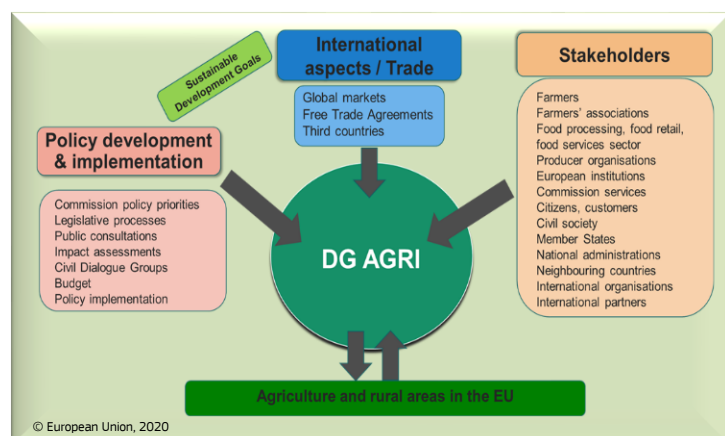 Sustainable
Development Goals
International
aspects / Trade
Global markets
Free Trade Agreements
Third countries
Stakeholders
Farmers
Farmers' associations
Food processing, food retail,
food services sector
Producer organisations
European institutions
Commission services
Citizens, customers
Civil society
Member States
National administrations
Neighbouring countries
International organisations
International partners
Policy development
& implementation
Commission policy priorities
Legislative processes
Public consultations
Impact assessments
Civil Dialogue Groups
Budget
Policy implementation
DG AGRI
Agriculture and rural areas in the EU
© European Union, 2020